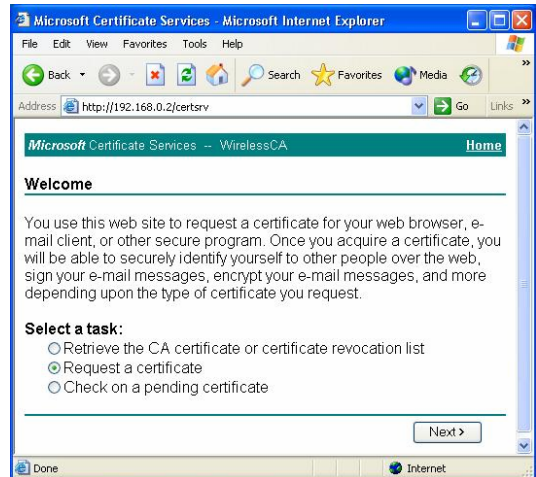 Microsoft Certificate Services - Microsoft Internet Explorer
File Edit View Favorites Tools Help
Back Search Favorites Media »
Address http://192.168.0.2/certsrv Go Links »
Microsoft Certificate Services -- WirelessCA Home
Welcome
You use this web site to request a certificate for your web browser, e-
mail client, or other secure program. Once you acquire a certificate, you
will be able to securely identify yourself to other people over the web,
sign your e-mail messages, encrypt your e-mail messages, and more
depending upon the type of certificate you request.
Select a task:
Retrieve the CA certificate or certificate revocation list
Request a certificate
Check on a pending certificate
Next >
Done Internet